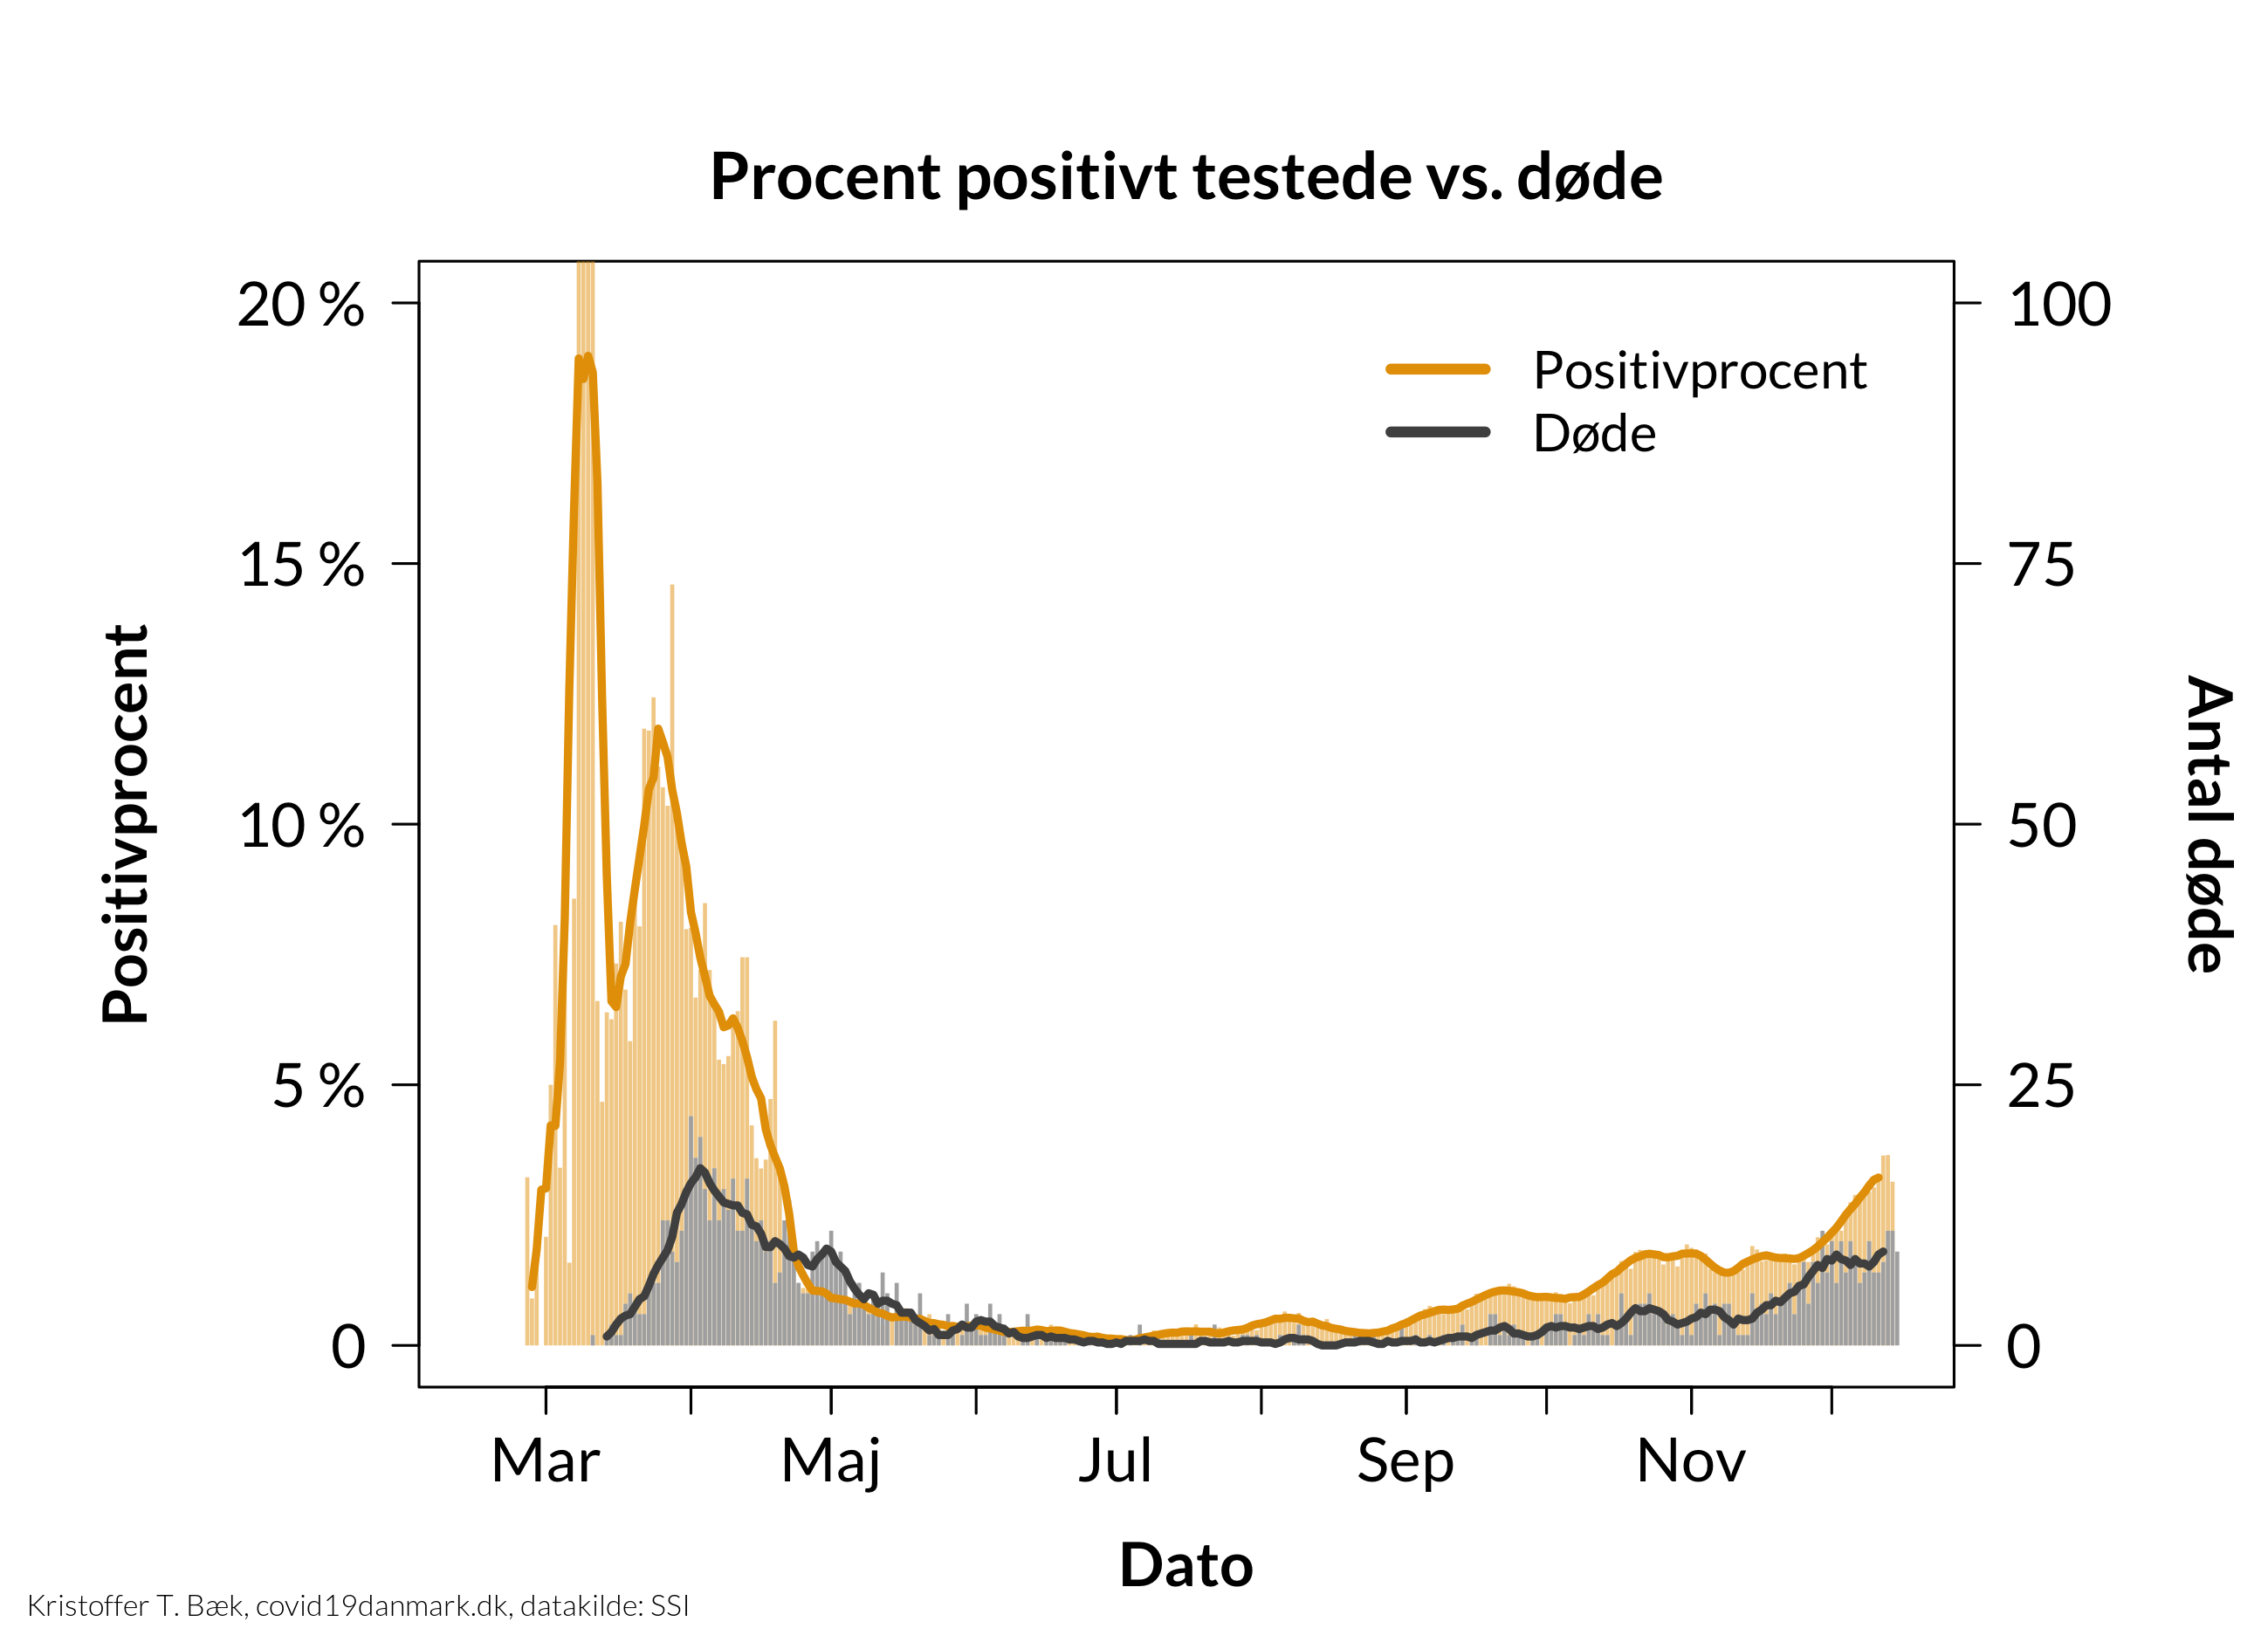 Procent positivt testede vs. døde
20 %
15 %
10 %
5 %
0
Positivprocent
100
75
50
25
0
Antal døde
Positivprocent
Døde
Mar
Maj
Jul
Sep
Nov
Dato
Kristoffer T. Bæk, covid19danmark.dk, datakilde: SSI